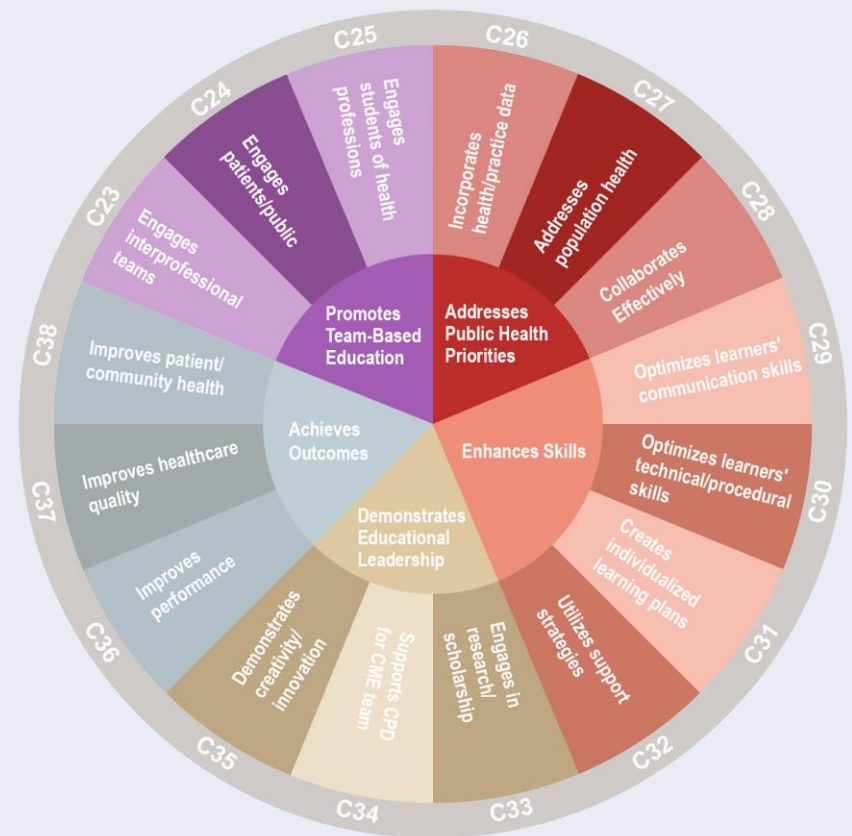 C23
Engages
interprofessional
teams
C24
Engages
patients/public
C25
Engages
students of health
professions
C26
Incorporates
health/practice data
C27
Addresses
population health
C28
Collaborates
Effectively
C29
Optimizes learners'
communication skills
C30
Optimizes learners'
technical/procedural
skills
C31
Creates
individualized
learning plans
C32
Utilizes support
strategies
C33
Engages in
research/
scholarship
C34
Supports CPD
for CME team
C35
Demonstrates
creativity/
innovation
C36
Improves
performance
C37
Improves healthcare
quality
C38
Improves patient/
community health
Promotes
Team-Based
Education
Addresses
Public Health
Priorities
Enhances Skills
Demonstrates
Educational
Leadership
Achieves
Outcomes